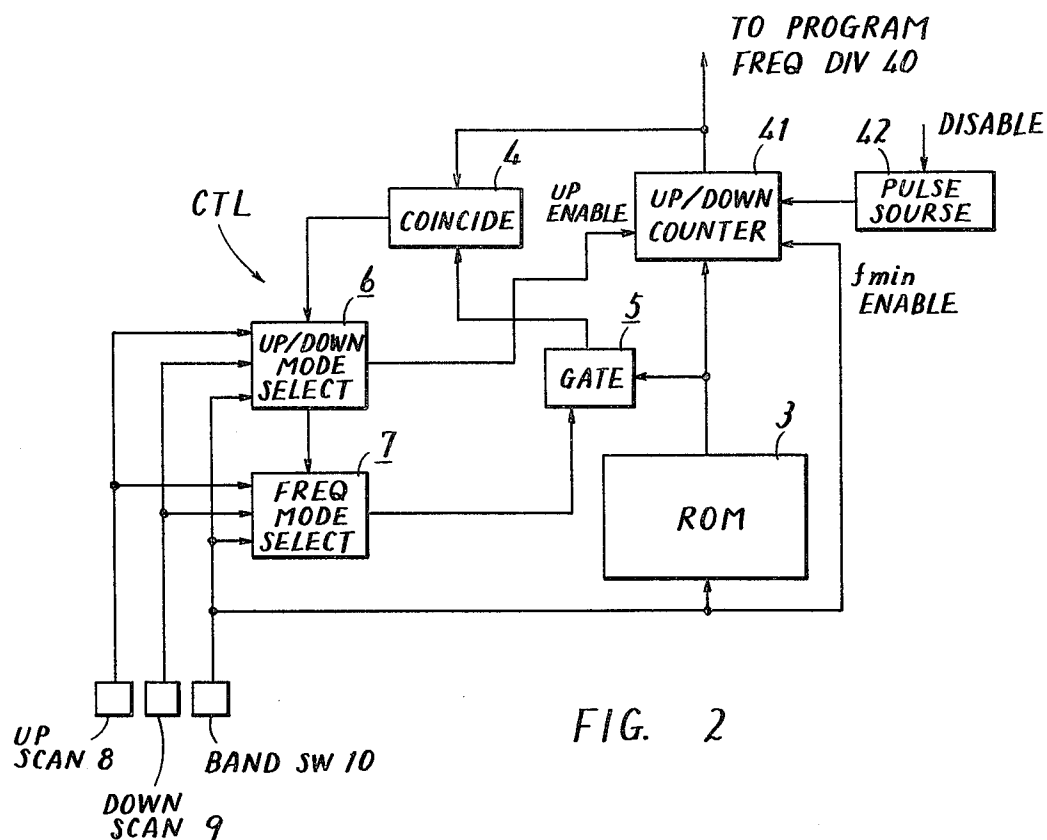 TO PROGRAM
FREQ DIV 40
41
42
DISABLE
4
CTL
COINCIDE
UP
ENABLE
UP/DOWN
COUNTER
PULSE
SOURSE
fmin
ENABLE
6
UP/DOWN
MODE
SELECT
5
GATE
3
ROM
7
FREQ
MODE
SELECT
UP
SCAN 8
DOWN
SCAN 9
BAND SW 10
FIG. 2